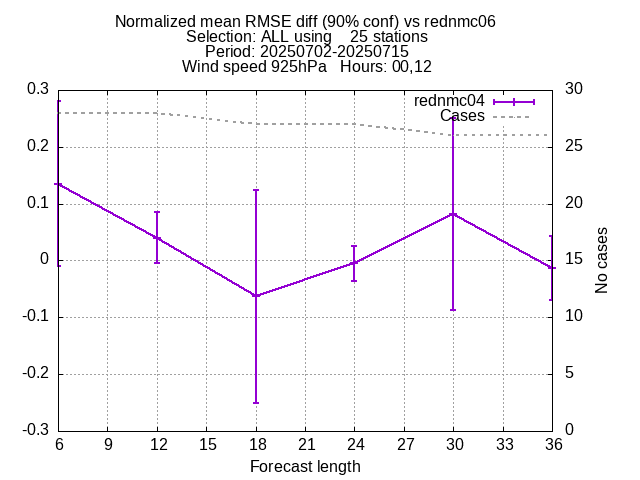 Normalized mean RMSE diff (90% conf) vs rednmc06
Selection: ALL using    25 stations
Period: 20250702-20250715
Wind speed 925hPa   Hours: 00,12
rednmc04
Cases
0.3
0.2
0.1
0
-0.1
-0.2
-0.3
30
25
20
15
10
5
0
No cases
6 9 12 15 18 21 24 27 30 33 36
Forecast length